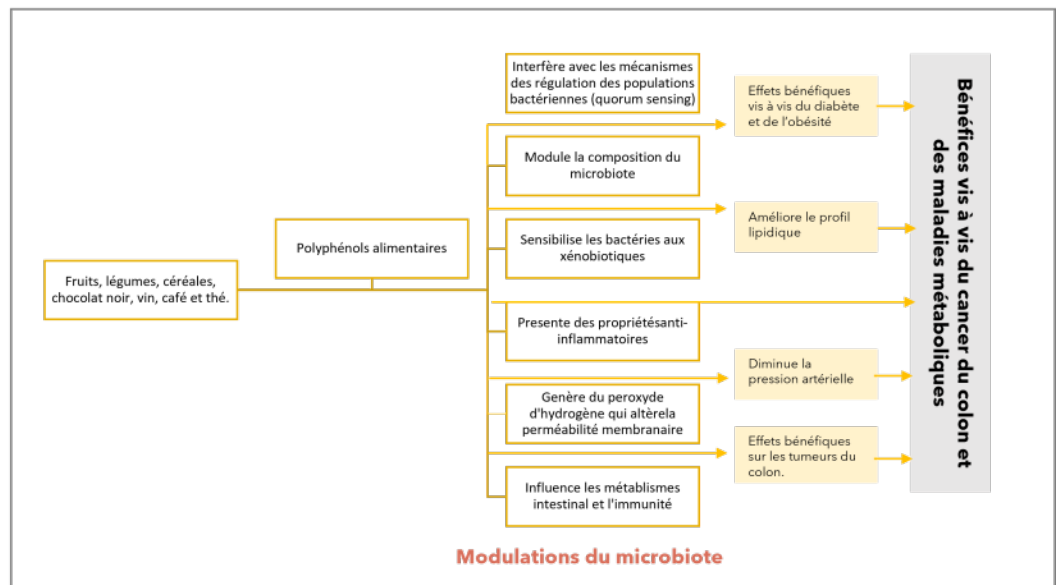 Fruits, légumes, céréales,
chocolat noir, vin, café et thé.
Polyphénols alimentaires
Interfère avec les mécanismes
des régulation des populations
bactériennes (quorum sensing)
Module la composition du
microbiote
Sensibilise les bactéries aux
xénobiotiques
Presente des propriétésanti-
inflammatoires
Genère du peroxyde
d'hydrogène qui altèrela
perméabilité membranaire
Influence les métablismes
intestinal et l'immunité
Effets bénéfiques
vis à vis du diabète
et de l'obésité
Améliore le profil
lipidique
Diminue la
pression artérielle
Effets bénéfiques
sur les tumeurs du
colon.
Bénéfices vis à vis du cancer du colon et
des maladies métaboliques
Modulations du microbiote